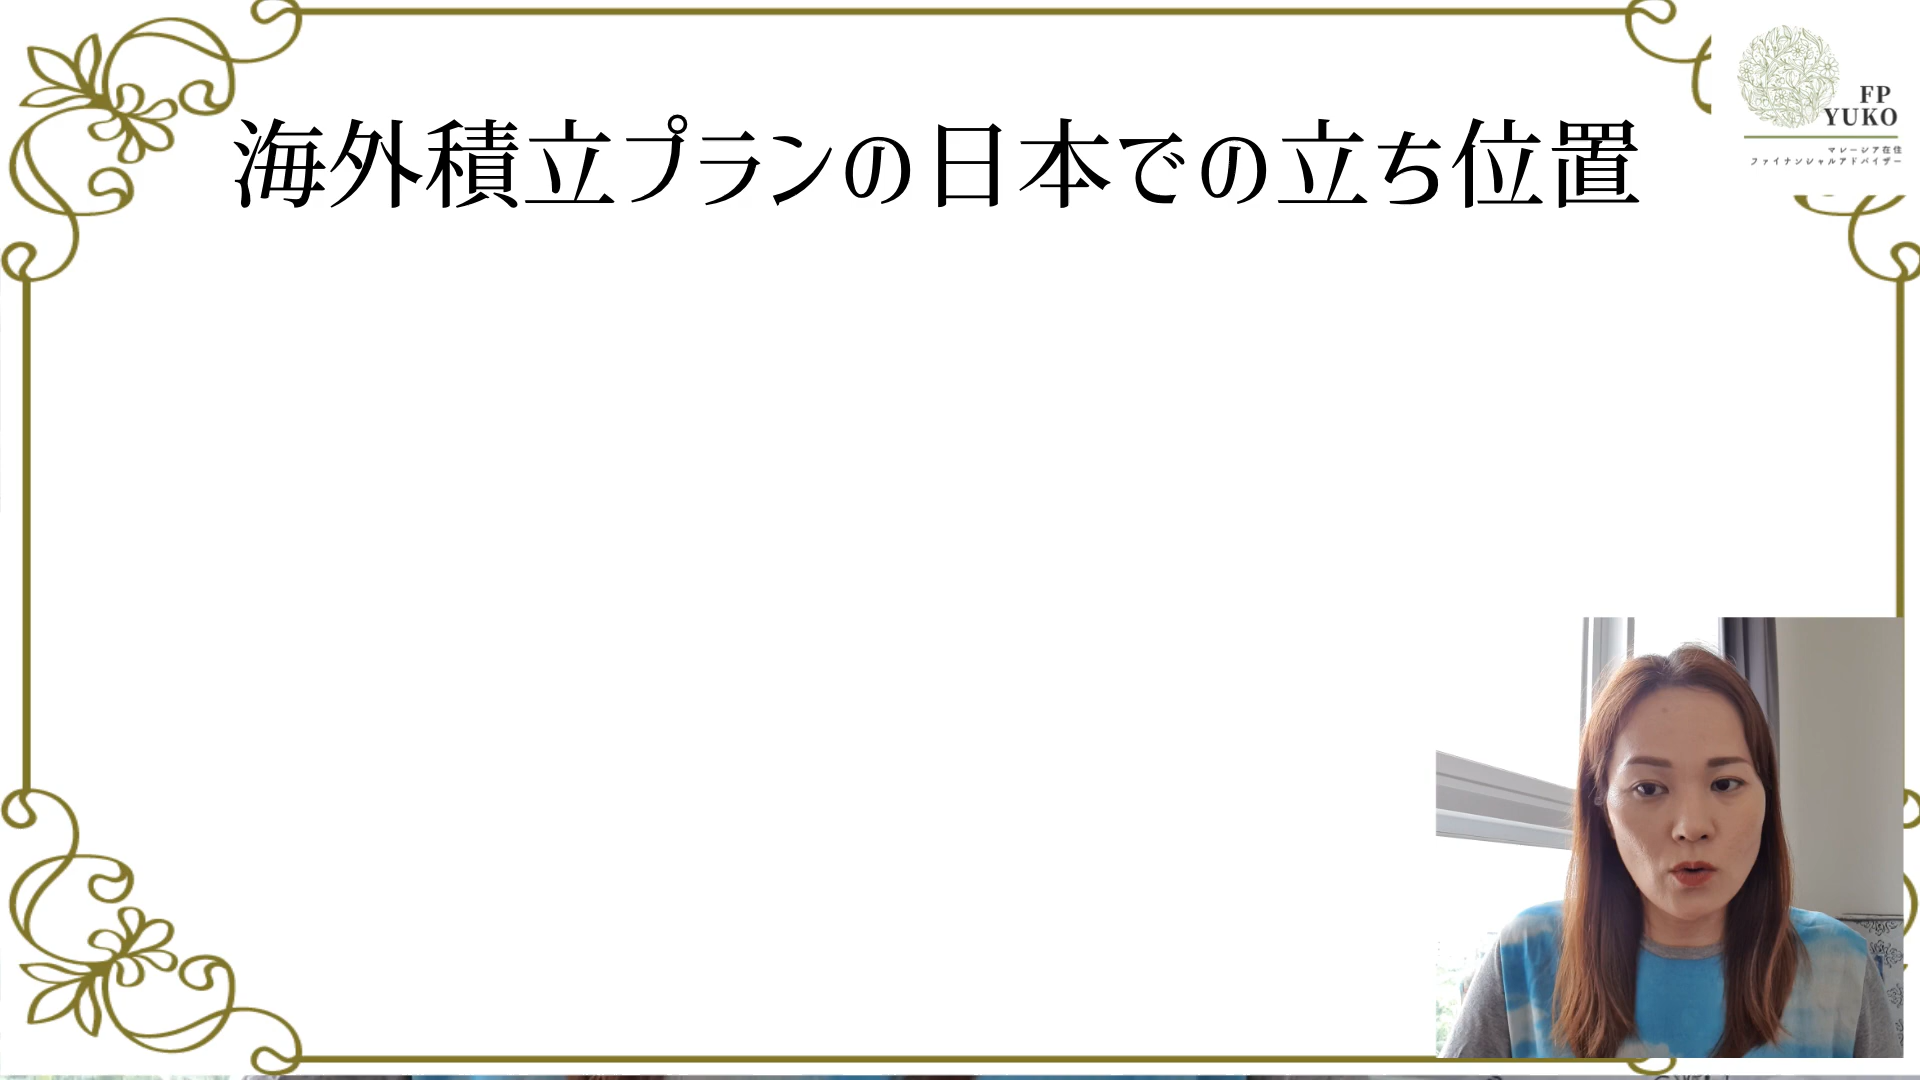 海外積立プランの日本での立ち位置
FP
YUKO
マレーシア在住
ファイナンシャルアドバイザー